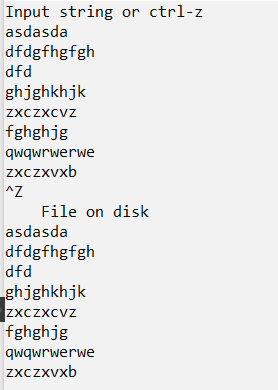 Input string or ctrl-z
asdasda
dfdgfhgfgh
dfd
ghjghkhjk
zxczxcvz
fghghjg
qwqwrwerwe
zxczxvxb
^Z
    File on disk
asdasda
dfdgfhgfgh
dfd
ghjghkhjk
zxczxcvz
fghghjg
qwqwrwerwe
zxczxvxb